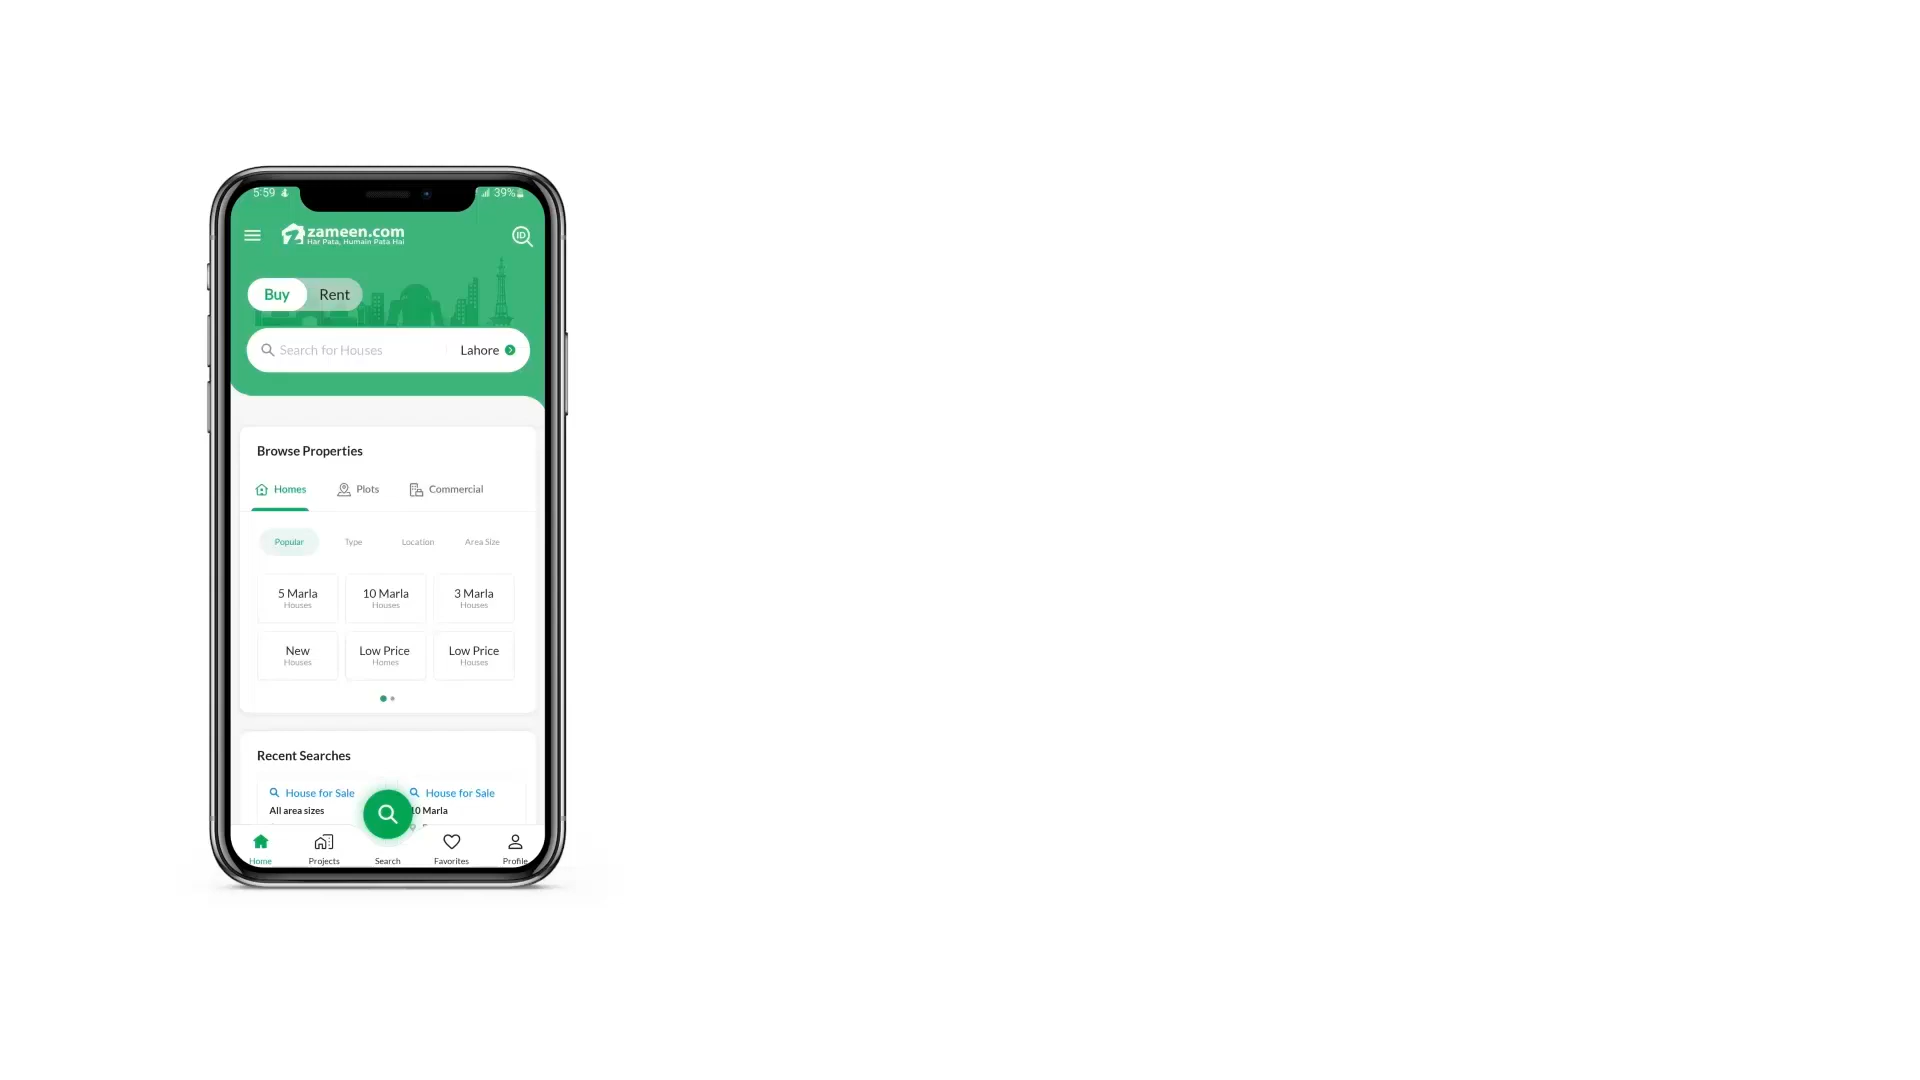 5:59
39%
zameen.com
Har Pata, Humain Pata Hai
ID
Buy Rent
Search for Houses Lahore
Browse Properties
Homes Plots Commercial
Popular Type Location Area Size
5 Marla 10 Marla 3 Marla
Houses Houses Houses
New Low Price Low Price
Houses Homes Houses
Recent Searches
House for Sale House for Sale
All area sizes 10 Marla
Home Projects Search Favorites Profile